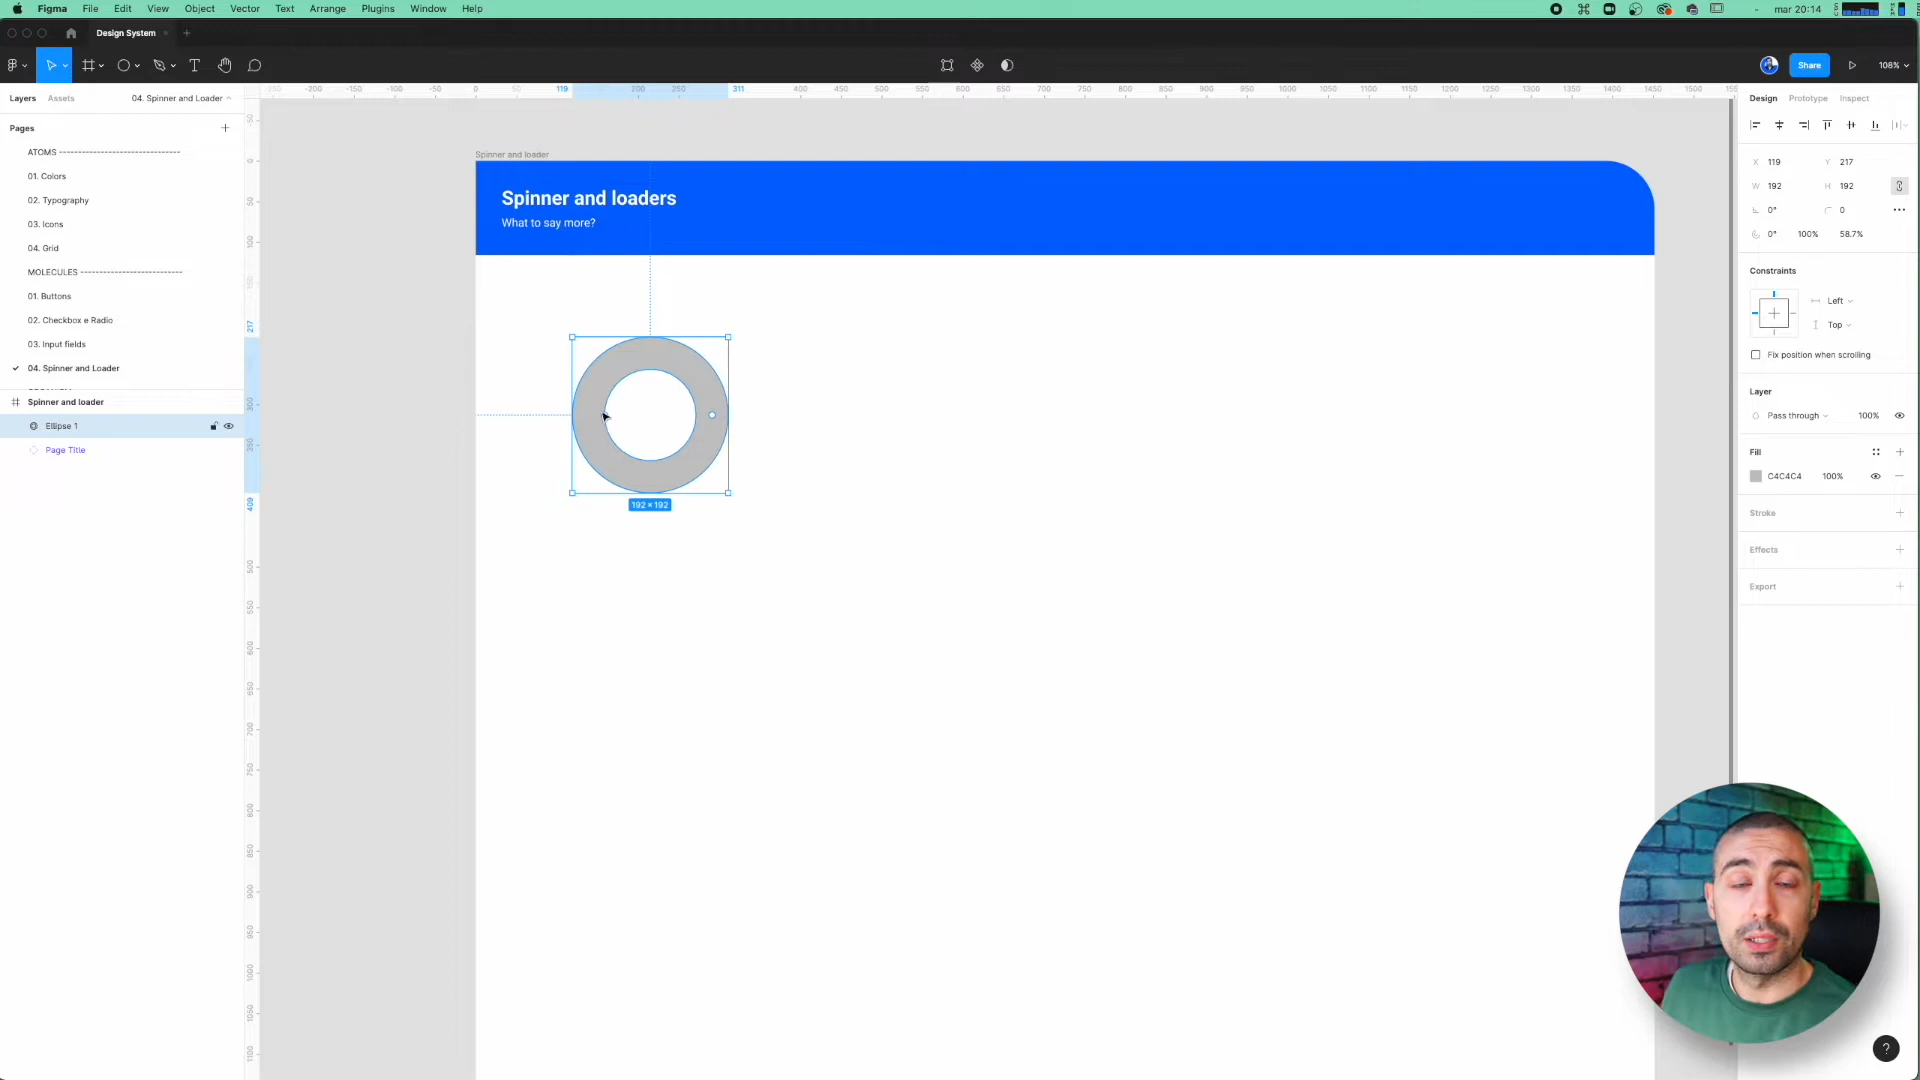 Figma File Edit View Object Vector Text Arrange Plugins Window Help
mar 20:14
Design System
Share
108%
Layers Assets 04. Spinner and Loader
Pages
ATOMS --------------------------------
01. Colors
02. Typography
03. Icons
04. Grid
MOLECULES ---------------------------
01. Buttons
02. Checkbox e Radio
03. Input fields
04. Spinner and Loader
Spinner and loader
Ellipse 1
Page Title
-200 -150 -100 -50 0 50 119 200 250 311 400 450 500 550 600 650 700 750 800 850 900 950 1000 1050 1100 1150 1200 1250 1300 1350 1400 1450 1500
-50
0
50
100
217
300
350
409
500
550
600
650
700
750
800
850
900
950
1000
1050
1100
Spinner and loader
Spinner and loaders
What to say more?
192 × 192
Design Prototype Inspect
X 119 Y 217
W 192 H 192
0° 0
0° 100% 58.7%
Constraints
Left
Top
Fix position when scrolling
Layer
Pass through 100%
Fill
C4C4C4 100%
Stroke
Effects
Export
?